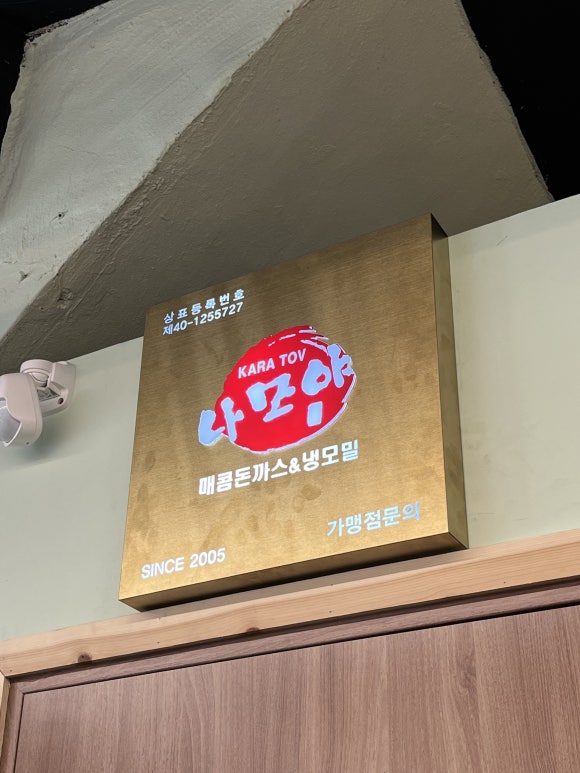 상표등록번호
제40-1255727
KARA TOV
나모야
매콤돈까스&냉모밀
가맹점문의
SINCE 2005